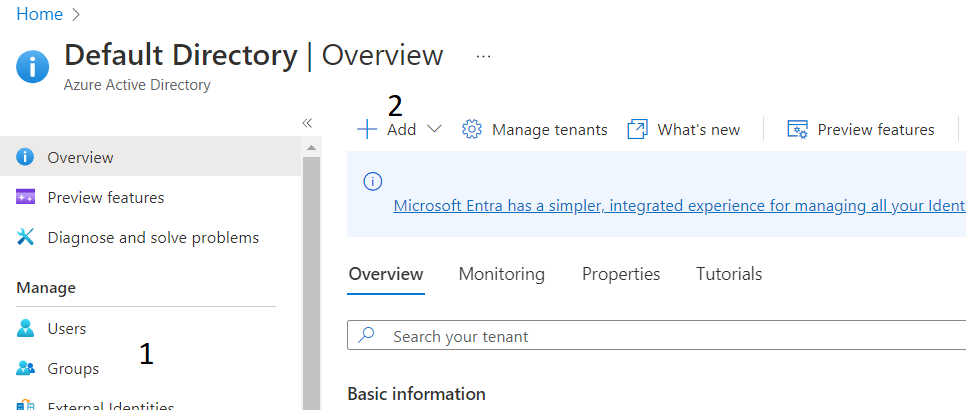 Home
Default Directory | Overview ...
Azure Active Directory
2
Add Manage tenants What's new Preview features
Overview
Preview features
Diagnose and solve problems
Manage
Users
1
Groups
External Identities
Microsoft Entra has a simpler, integrated experience for managing all your Ident
Overview Monitoring Properties Tutorials
Search your tenant
Basic information